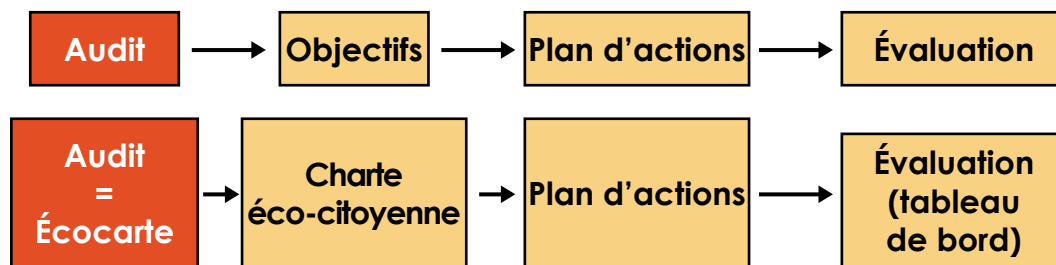 Audit
Objectifs
Plan d’actions
Évaluation
Audit
=
Écocarte
Charte
éco-citoyenne
Plan d’actions
Évaluation
(tableau
de bord)